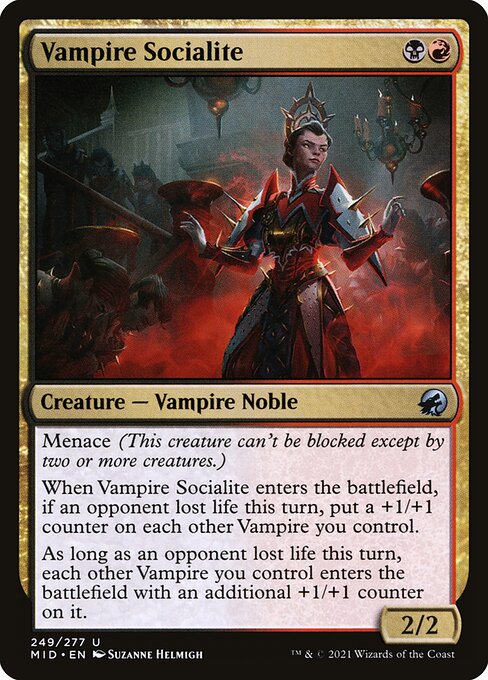 Vampire Socialite
Creature — Vampire Noble
Menace (This creature can't be blocked except by
two or more creatures.)
When Vampire Socialite enters the battlefield,
if an opponent lost life this turn, put a +1/+1
counter on each other Vampire you control.
As long as an opponent lost life this turn,
each other Vampire you control enters the
battlefield with an additional +1/+1 counter
on it.
2/2
249/277 U
MID • EN Suzanne Helmigh
™ & © 2021 Wizards of the Coast